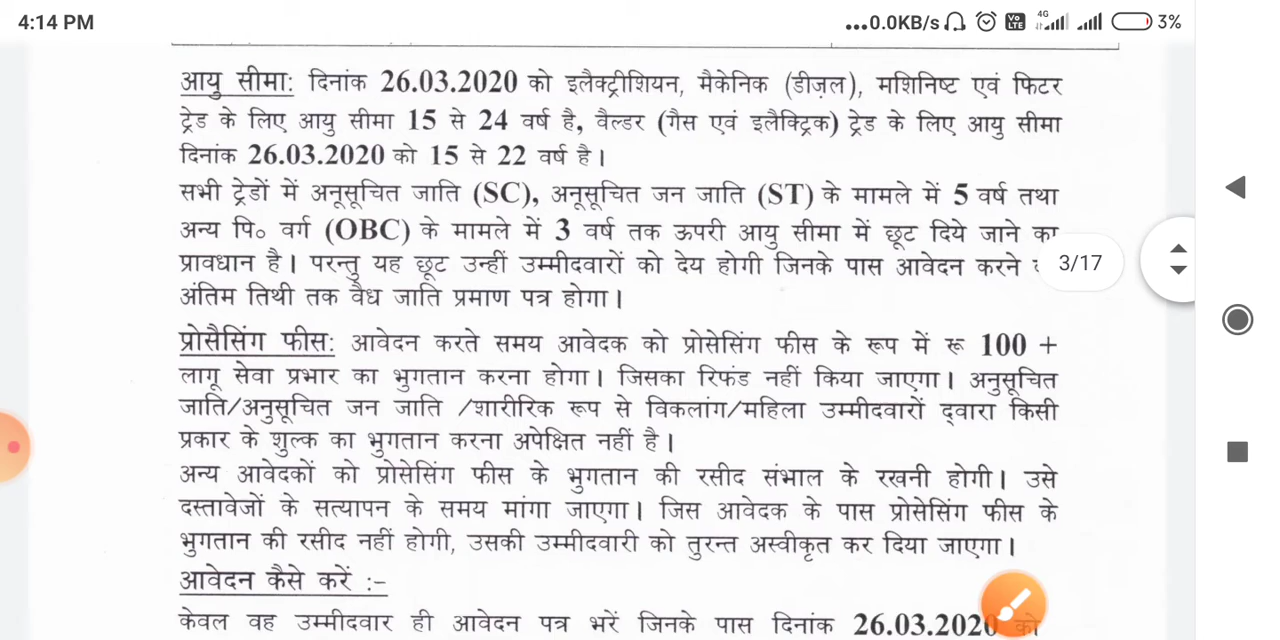 4:14 PM
...0.0KB/s
Vo LTE
4G
3%
आयु सीमा: दिनांक 26.03.2020 को इलैक्ट्रीशियन, मैकेनिक (डीज़ल), मशिनिष्ट एवं फिटर
ट्रेड के लिए आयु सीमा 15 से 24 वर्ष है, वैल्डर (गैस एवं इलैक्ट्रिक) ट्रेड के लिए आयु सीमा
दिनांक 26.03.2020 को 15 से 22 वर्ष है।
सभी ट्रेडों में अनुसूचित जाति (SC), अनुसूचित जन जाति (ST) के मामले में 5 वर्ष तथा
अन्य पि० वर्ग (OBC) के मामले में 3 वर्ष तक ऊपरी आयु सीमा में छूट दिये जाने का
प्रावधान है। परन्तु यह छूट उन्हीं उम्मीदवारों को देय होगी जिनके पास आवेदन करने
3/17
अंतिम तिथी तक वैध जाति प्रमाण पत्र होगा।
प्रोसैसिंग फीस: आवेदन करते समय आवेदक को प्रोसेसिंग फीस के रूप में रू 100 +
लागू सेवा प्रभार का भुगतान करना होगा। जिसका रिफंड नहीं किया जाएगा। अनुसूचित
जाति/अनुसूचित जन जाति /शारीरिक रूप से विकलांग/महिला उम्मीदवारों द्वारा किसी
प्रकार के शुल्क का भुगतान करना अपेक्षित नहीं है।
अन्य आवेदकों को प्रोसेसिंग फीस के भुगतान की रसीद संभाल के रखनी होगी। उसे
दस्तावेजों के सत्यापन के समय मांगा जाएगा। जिस आवेदक के पास प्रोसेसिंग फीस के
भुगतान की रसीद नहीं होगी, उसकी उम्मीदवारी को तुरन्त अस्वीकृत कर दिया जाएगा।
आवेदन कैसे करें :-
केवल वह उम्मीदवार ही आवेदन पत्र भरें जिनके पास दिनांक 26.03.2020 को